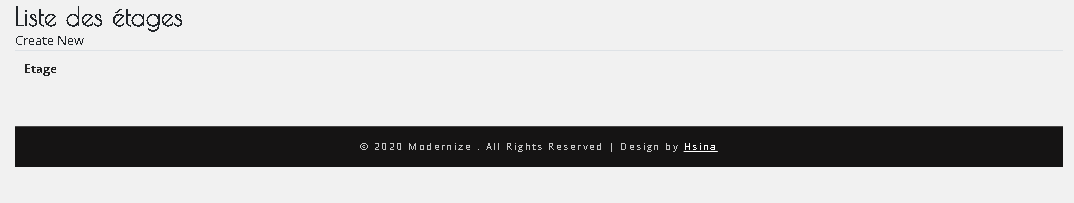 Liste des étages
Create New
Etage
© 2020 Modernize . All Rights Reserved | Design by Hsina